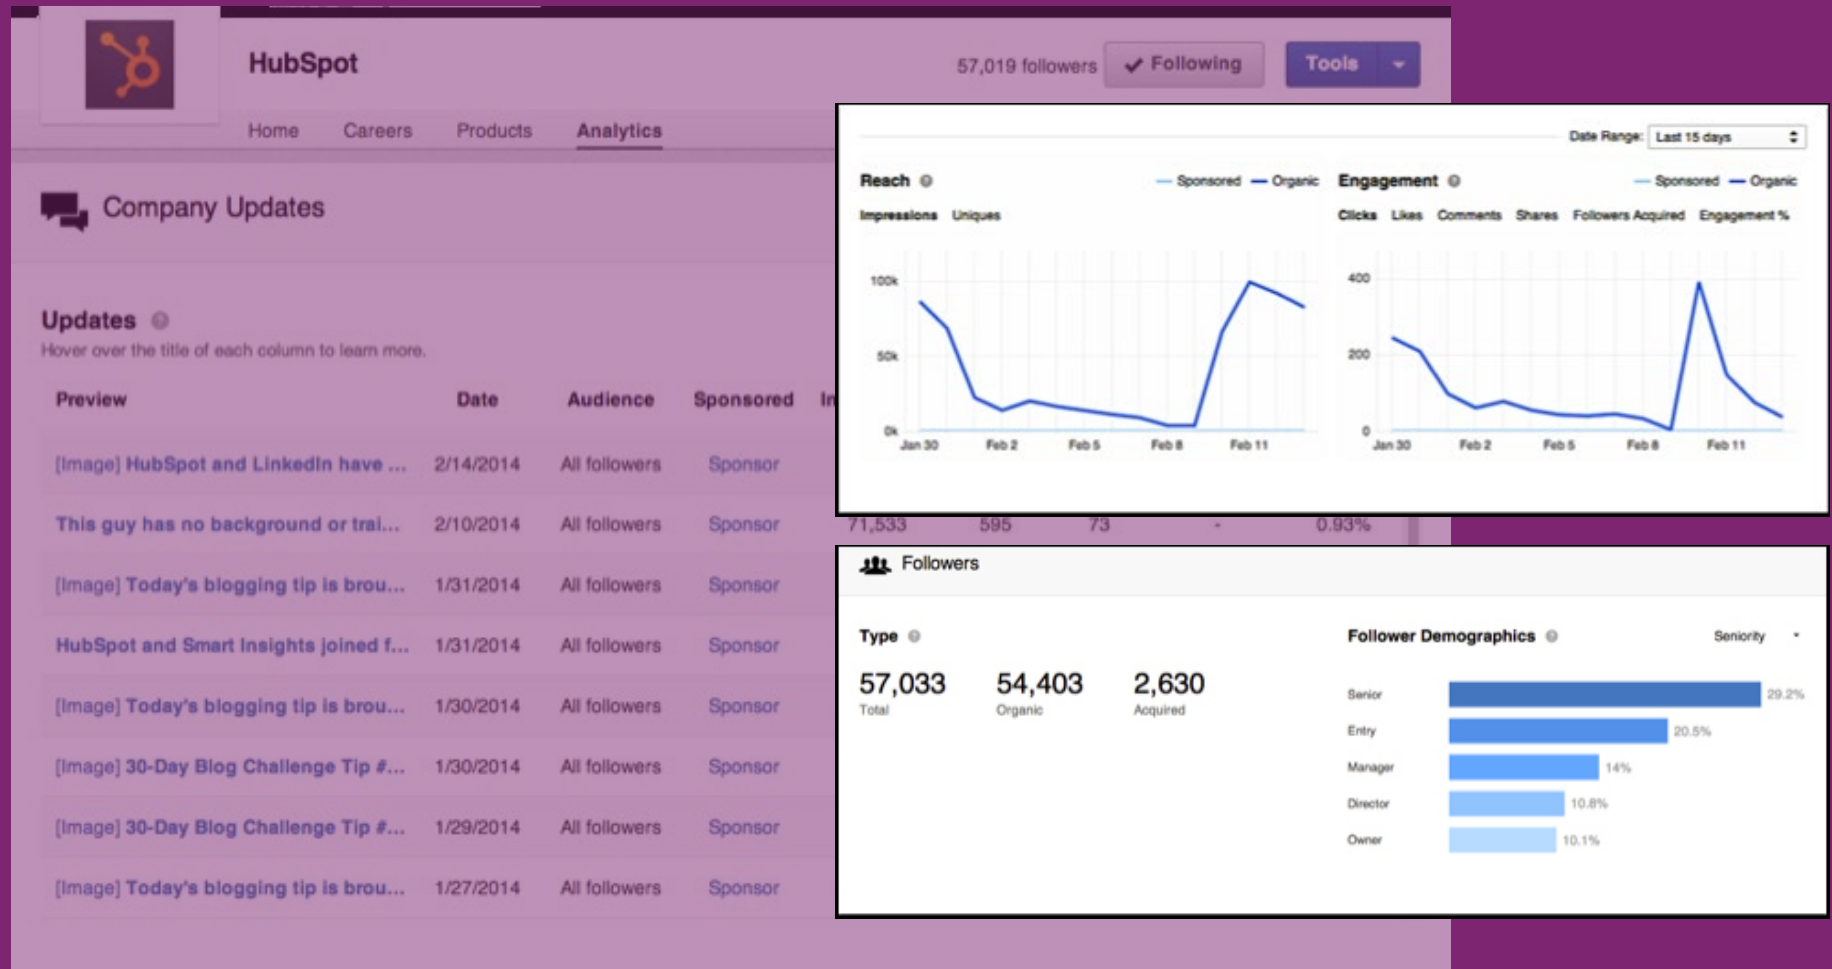 HubSpot
57,019 followers
Following
Tools
Home Careers Products Analytics
Company Updates
Updates
Hover over the title of each column to learn more.
Preview Date Audience Sponsored
[Image] HubSpot and LinkedIn have ... 2/14/2014 All followers Sponsor
This guy has no background or trai... 2/10/2014 All followers Sponsor 71,533 595 73 - 0.93%
[Image] Today's blogging tip is brou... 1/31/2014 All followers Sponsor
HubSpot and Smart Insights joined f... 1/31/2014 All followers Sponsor
[Image] Today's blogging tip is brou... 1/30/2014 All followers Sponsor
[Image] 30-Day Blog Challenge Tip #... 1/30/2014 All followers Sponsor
[Image] 30-Day Blog Challenge Tip #... 1/29/2014 All followers Sponsor
[Image] Today's blogging tip is brou... 1/27/2014 All followers Sponsor
Date Range: Last 15 days
Reach
Sponsored Organic
Impressions Uniques
100k
50k
0k
Jan 30 Feb 2 Feb 5 Feb 8 Feb 11
Engagement
Sponsored Organic
Clicks Likes Comments Shares Followers Acquired Engagement %
400
200
0
Jan 30 Feb 2 Feb 5 Feb 8 Feb 11
Followers
Type
57,033 54,403 2,630
Total Organic Acquired
Follower Demographics
Seniority
Senior 29.2%
Entry 20.5%
Manager 14%
Director 10.8%
Owner 10.1%